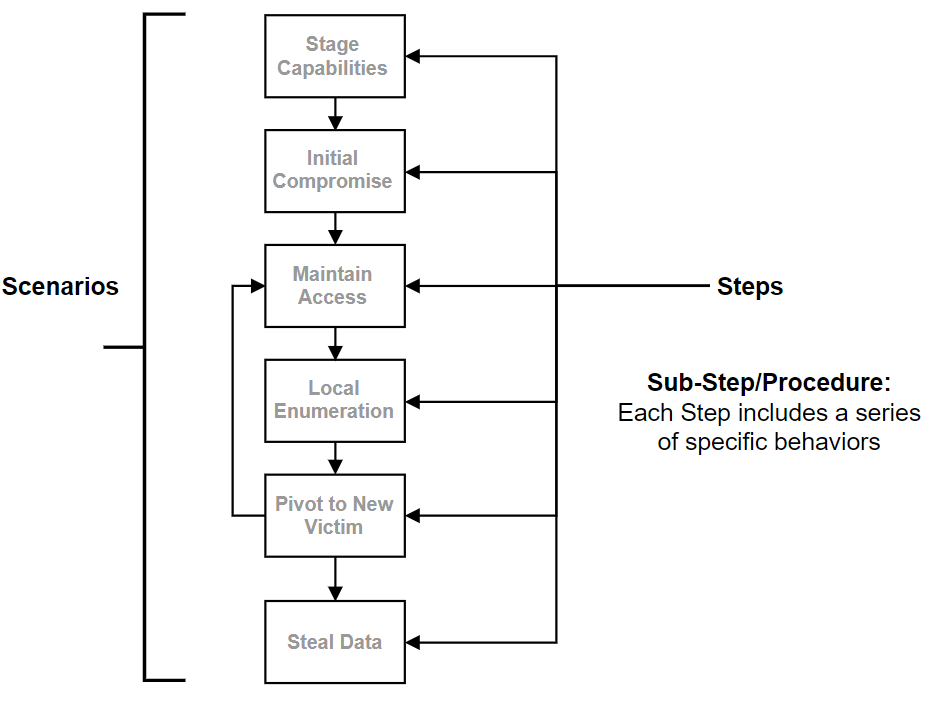 Stage
Capabilities
Initial
Compromise
Scenarios
Maintain
Access
Steps
Local
Enumeration
Sub-Step/Procedure:
Each Step includes a series
of specific behaviors
Pivot to New
Victim
Steal Data